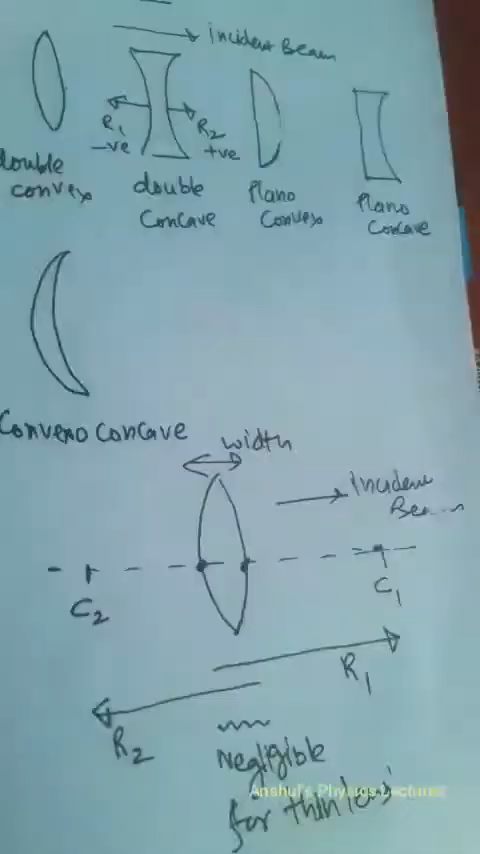 Incident Beam
R1
-ve
R2
+ve
double
convex
double
Concave
Plano
Convex
Plano
Concave
Convexo concave
width
Incident
Beam
C2
C1
R1
R2
Negligible
for thin lens
Anshul's Physics Lectures